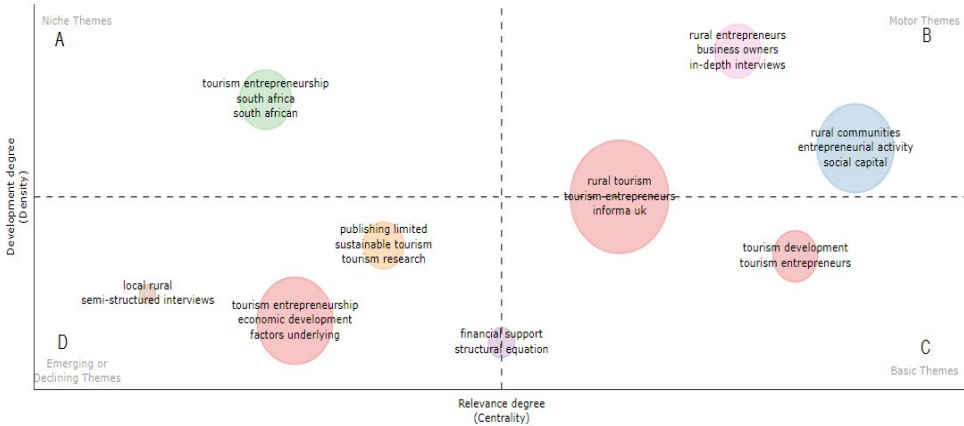 Niche Themes
Motor Themes
A
B
rural entrepreneurs
business owners
in-depth interviews
tourism entrepreneurship
south africa
south african
rural communities
entrepreneurial activity
social capital
rural tourism
tourism entrepreneurs
informa uk
publishing limited
sustainable tourism
tourism research
tourism development
tourism entrepreneurs
local rural
semi-structured interviews
tourism entrepreneurship
economic development
factors underlying
financial support
structural equation
D
C
Emerging or
Declining Themes
Basic Themes
Development degree
(Density)
Relevance degree
(Centrality)